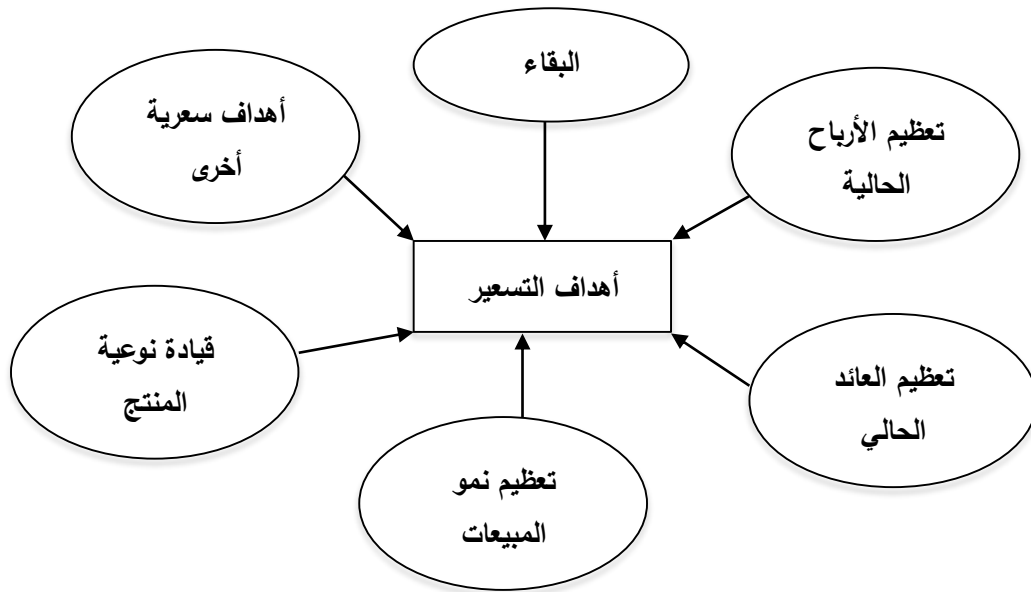 البقاء
أهداف سعرية
أخرى
تعظيم الأرباح
الحالية
أهداف التسعير
قيادة نوعية
المنتج
تعظيم العائد
الحالي
تعظيم نمو
المبيعات